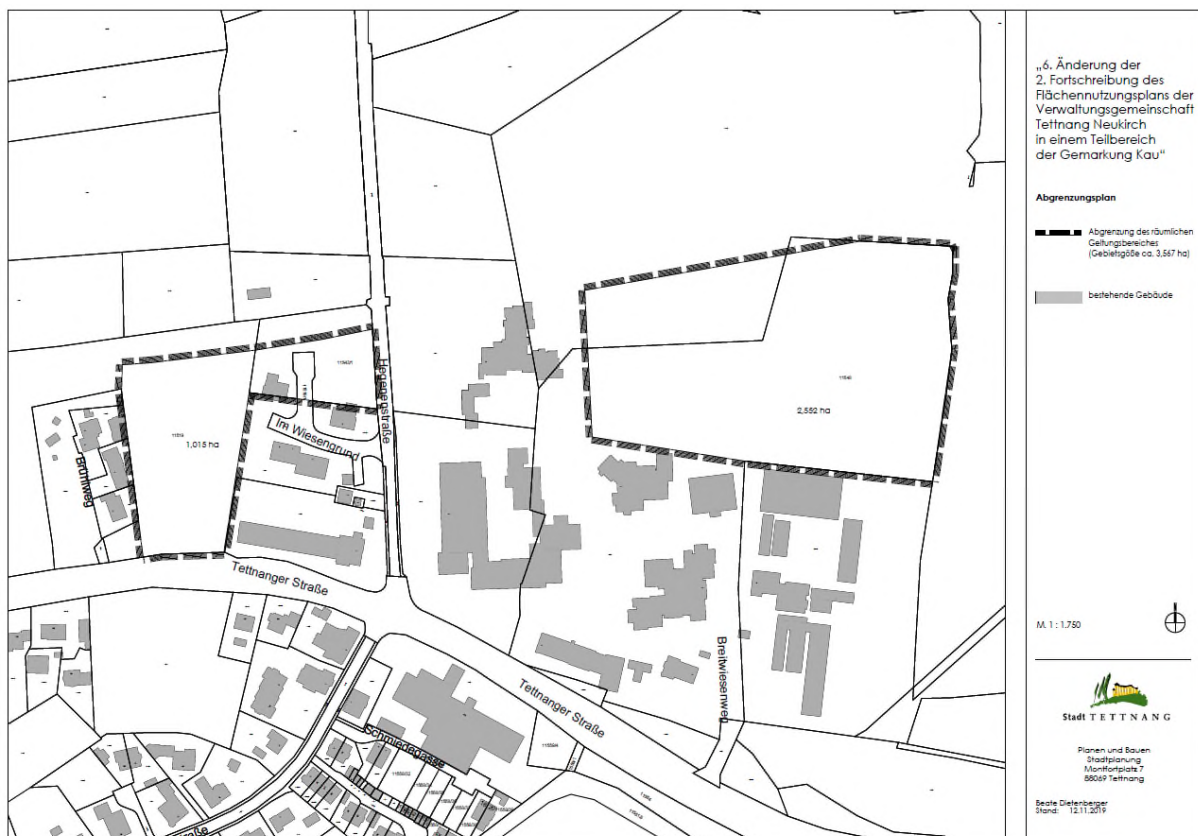 „6. Änderung der
2. Fortschreibung des
Flächennutzungsplans der
Verwaltungsgemeinschaft
Tettnang Neukirch
in einem Teilbereich
der Gemarkung Kau“
Abgrenzungsplan
Abgrenzung des räumlichen
Geltungsbereiches
(Gebietsgöße ca. 3,567 ha)
bestehende Gebäude
Hegenenstraße
2,552 ha
1,015 ha
Im Wiesengrund
Brühlweg
Tettnanger Straße
Breitwiesenweg
Tettnanger Straße
Schmiedegasse
M. 1 : 1.750
Stadt TETTNANG
Planen und Bauen
Stadtplanung
Montfortplatz 7
88069 Tettnang
Beate Dietenberger
Stand: 12.11.2019